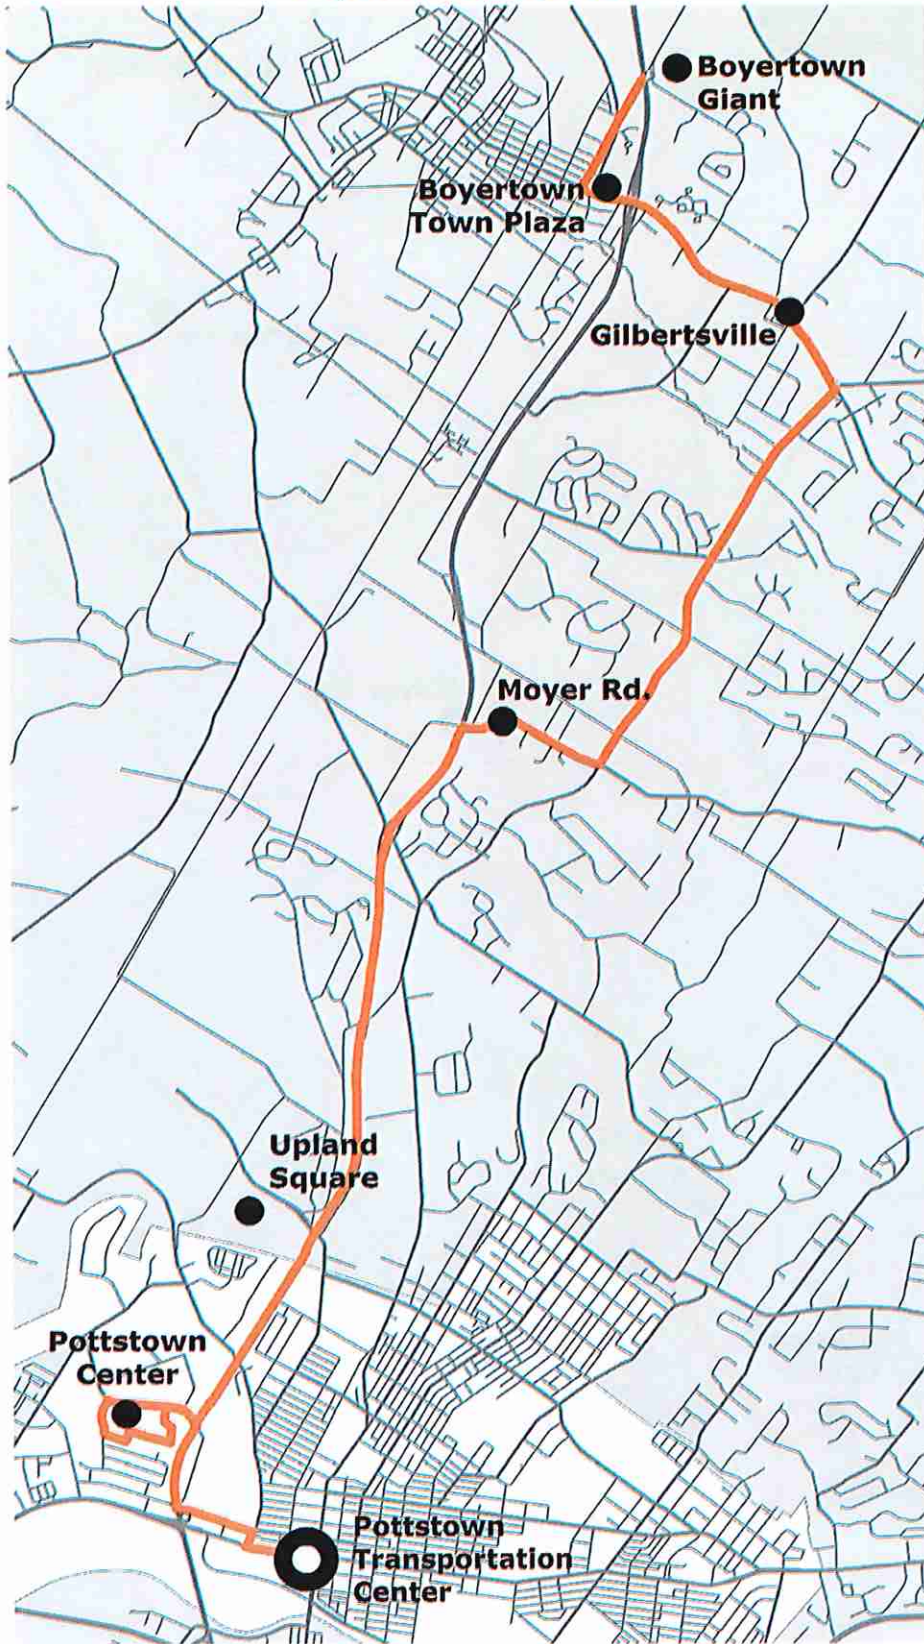 Boyertown
Giant
Boyertown
Town Plaza
Gilbertsville
Moyer Rd.
Upland
Square
Pottstown
Center
Pottstown
Transportation
Center